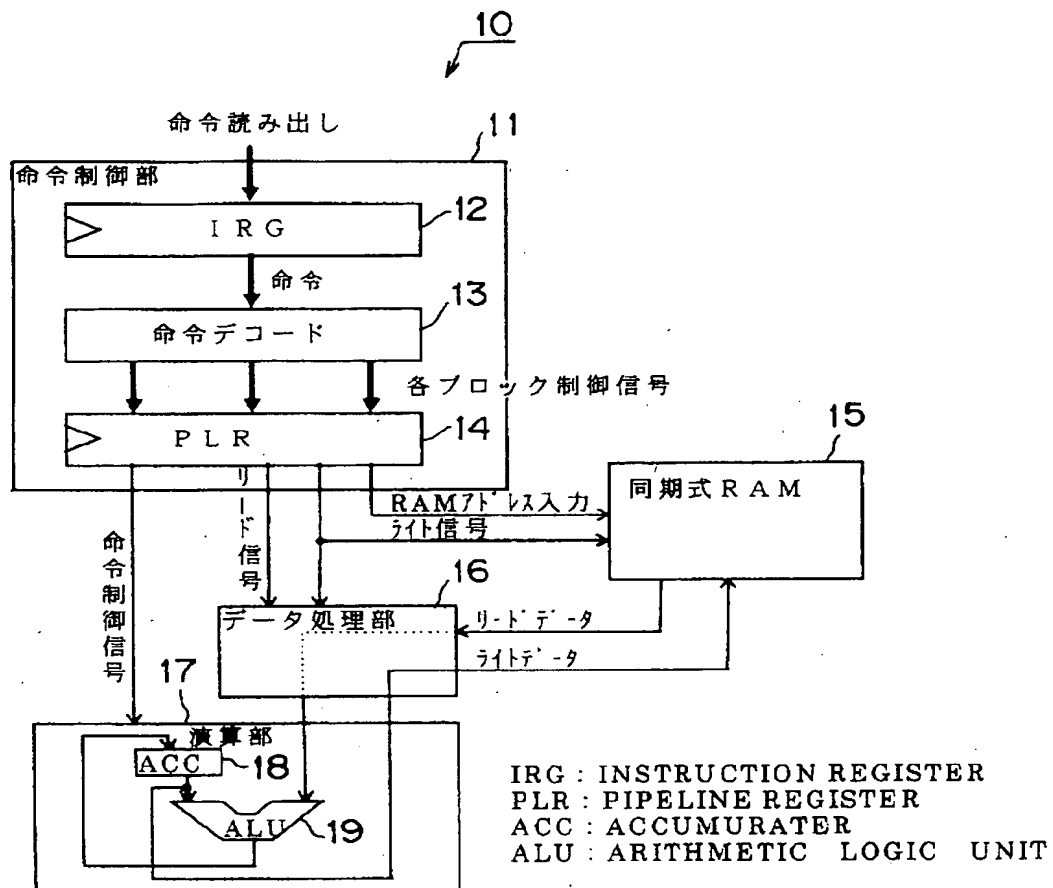 10
命令読み出し
11
命令制御部
IRG
12
命令
13
命令デコード
各ブロック制御信号
PLR
14
15
同期式RAM
リード信号
RAMアドレス入力
ライト信号
命令制御信号
16
データ処理部
リードデータ
ライトデータ
17
演算部
ACC
18
ALU
19
IRG : INSTRUCTION REGISTER
PLR : PIPELINE REGISTER
ACC : ACCUMURATER
ALU : ARITHMETIC LOGIC UNIT